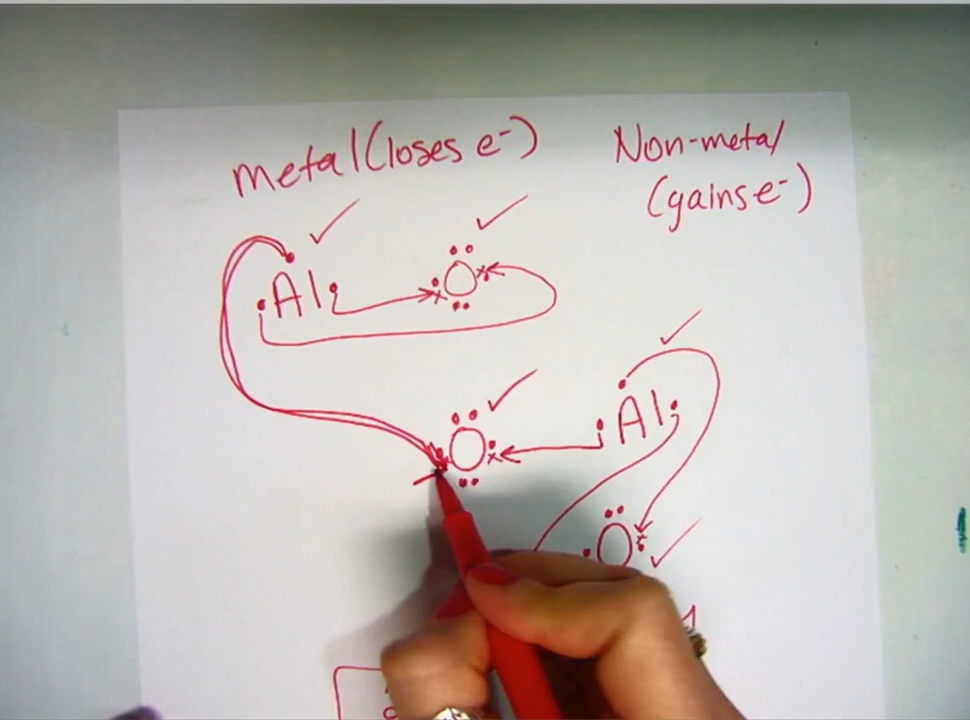 metal (loses e⁻)
Non-metal
(gains e⁻)
Al
O
O
Al
O